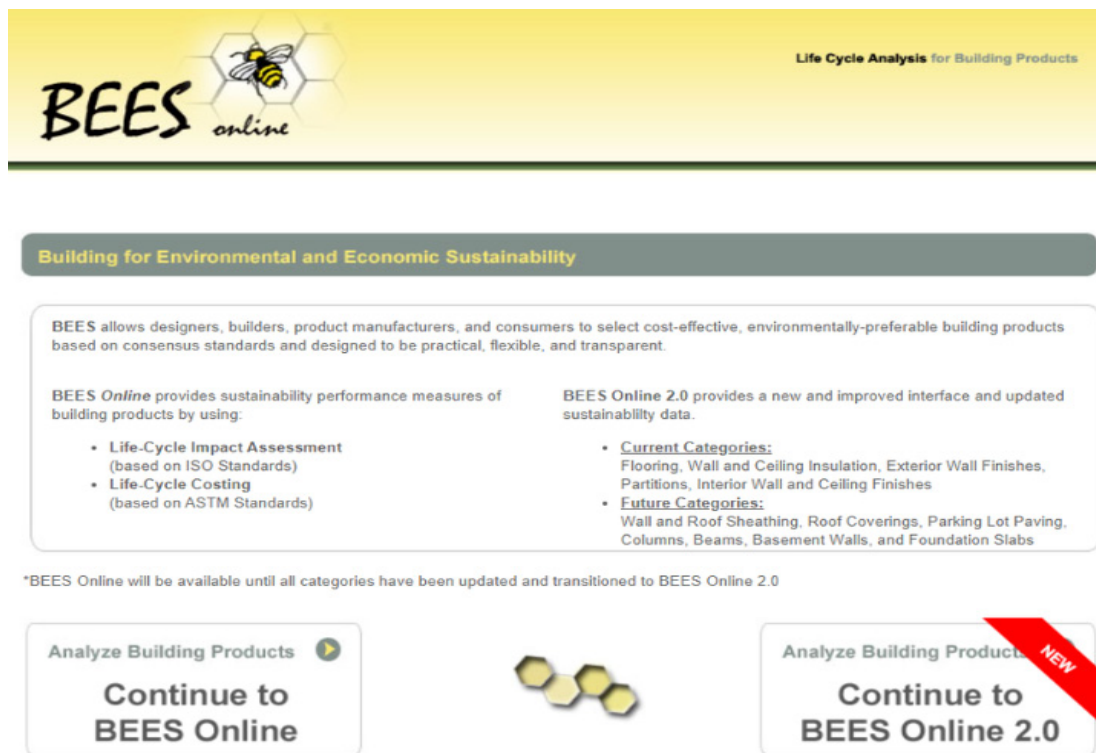 BEES online
Life Cycle Analysis for Building Products
Building for Environmental and Economic Sustainability
BEES allows designers, builders, product manufacturers, and consumers to select cost-effective, environmentally-preferable building products
based on consensus standards and designed to be practical, flexible, and transparent.
BEES Online provides sustainability performance measures of
building products by using:
• Life-Cycle Impact Assessment
(based on ISO Standards)
• Life-Cycle Costing
(based on ASTM Standards)
BEES Online 2.0 provides a new and improved interface and updated
sustainablilty data.
• Current Categories:
Flooring, Wall and Ceiling Insulation, Exterior Wall Finishes,
Partitions, Interior Wall and Ceiling Finishes
• Future Categories:
Wall and Roof Sheathing, Roof Coverings, Parking Lot Paving,
Columns, Beams, Basement Walls, and Foundation Slabs
*BEES Online will be available until all categories have been updated and transitioned to BEES Online 2.0
Analyze Building Products
Continue to
BEES Online
Analyze Building Products
NEW
Continue to
BEES Online 2.0